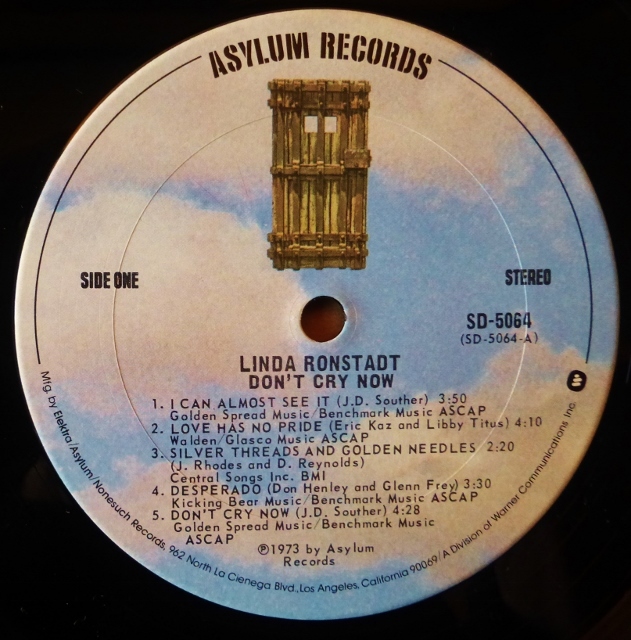 ASYLUM RECORDS
SIDE ONE
STEREO
SD-5064
(SD-5064-A)
LINDA RONSTADT
DON'T CRY NOW
1. I CAN ALMOST SEE IT (J.D. Souther) 3:50
Golden Spread Music/Benchmark Music ASCAP
2. LOVE HAS NO PRIDE (Eric Kaz and Libby Titus) 4:10
Walden/Glasco Music ASCAP
3. SILVER THREADS AND GOLDEN NEEDLES 2:20
(J. Rhodes and D. Reynolds)
Central Songs Inc. BMI
4. DESPERADO (Don Henley and Glenn Frey) 3:30
Kicking Bear Music/Benchmark Music ASCAP
5. DON'T CRY NOW (J.D. Souther) 4:28
Golden Spread Music/Benchmark Music
ASCAP
℗1973 by Asylum
Records
Mfg. by Elektra/Asylum/Nonesuch Records, 962 North La Cienega Blvd., Los Angeles, California 90069/A Division of Warner Communications Inc.